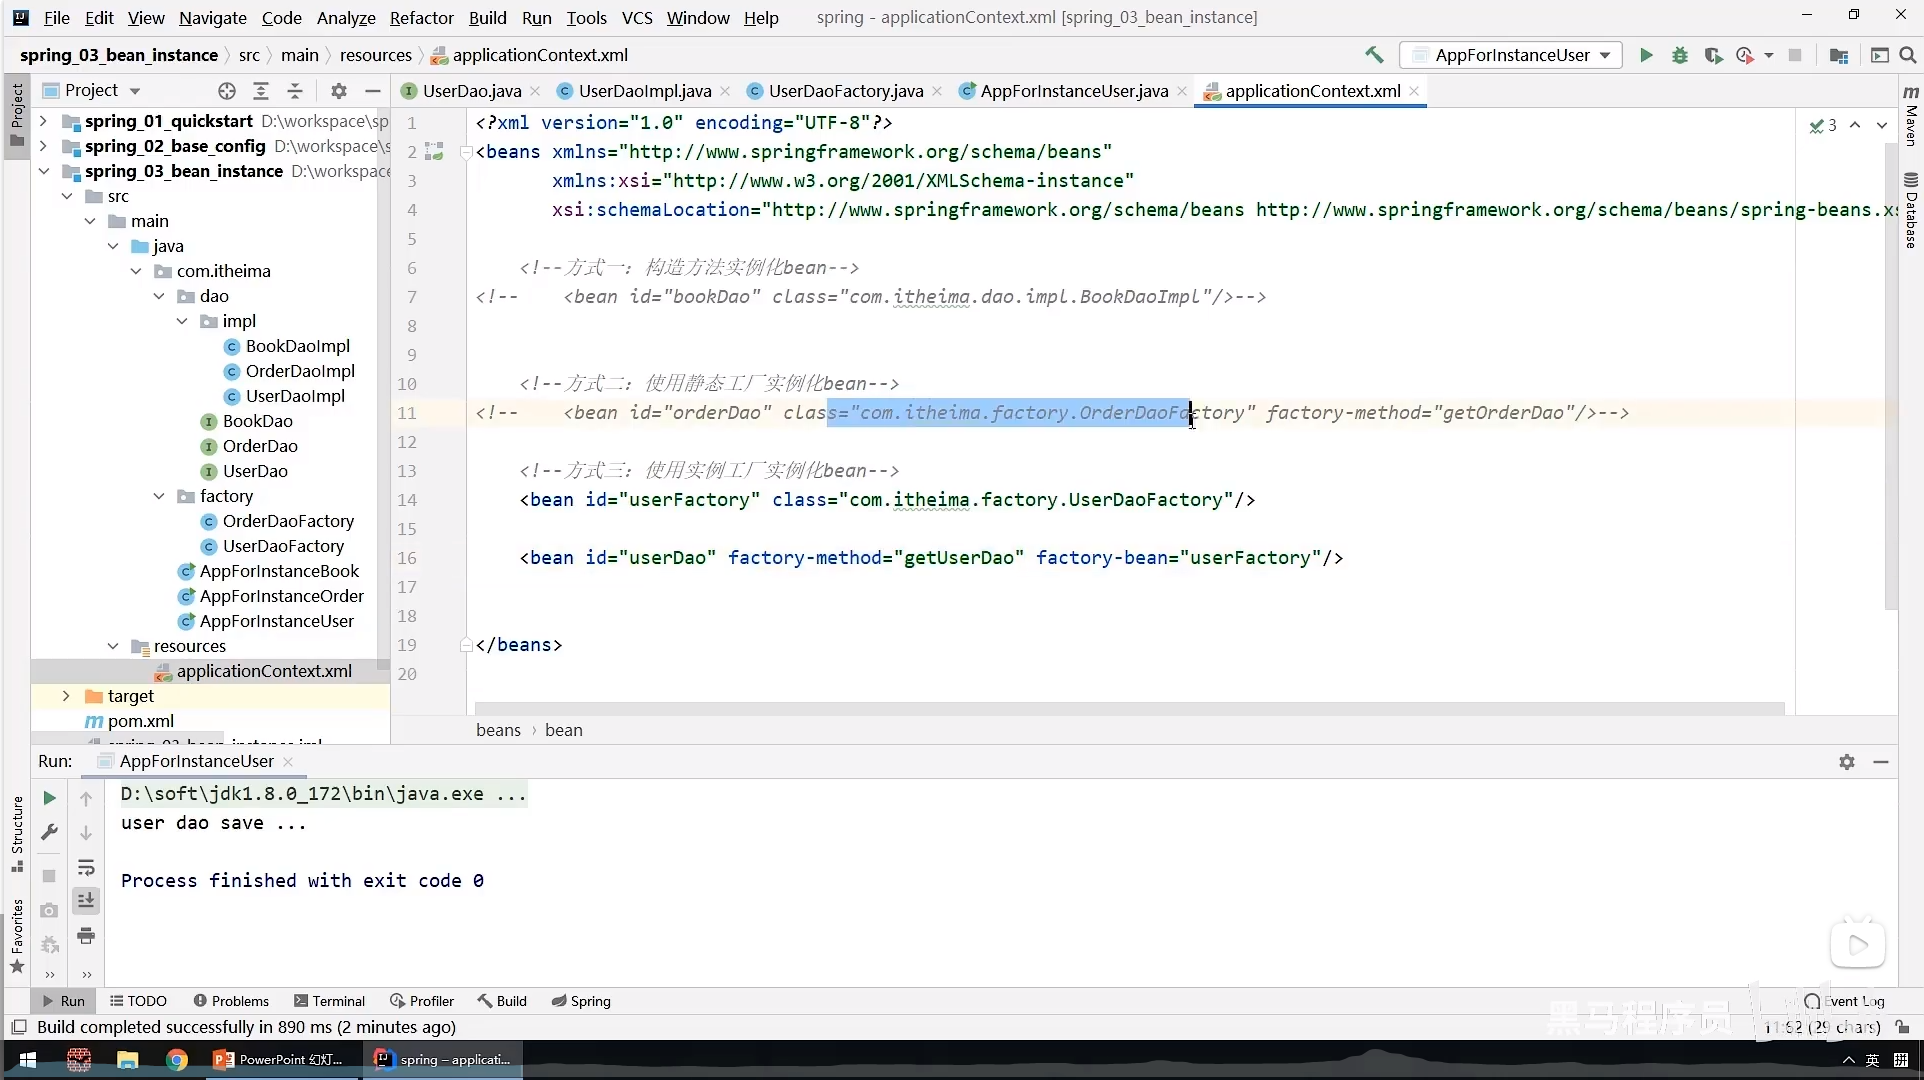 File Edit View Navigate Code Analyze Refactor Build Run Tools VCS Window Help spring - applicationContext.xml [spring_03_bean_instance]
spring_03_bean_instance src main resources applicationContext.xml AppForInstanceUser
Project
UserDao.java UserDaoImpl.java UserDaoFactory.java AppForInstanceUser.java applicationContext.xml
Project
spring_01_quickstart D:\workspace\sp
spring_02_base_config D:\workspace\s
spring_03_bean_instance D:\workspace
src
main
java
com.itheima
dao
impl
BookDaoImpl
OrderDaoImpl
UserDaoImpl
BookDao
OrderDao
UserDao
factory
OrderDaoFactory
UserDaoFactory
AppForInstanceBook
AppForInstanceOrder
AppForInstanceUser
resources
applicationContext.xml
target
pom.xml
1 <?xml version="1.0" encoding="UTF-8"?>
2 <beans xmlns="http://www.springframework.org/schema/beans"
3 xmlns:xsi="http://www.w3.org/2001/XMLSchema-instance"
4 xsi:schemaLocation="http://www.springframework.org/schema/beans http://www.springframework.org/schema/beans/spring-beans.xs
5
6 <!--方式一：构造方法实例化bean-->
7 <!-- <bean id="bookDao" class="com.itheima.dao.impl.BookDaoImpl"/>-->
8
9
10 <!--方式二：使用静态工厂实例化bean-->
11 <!-- <bean id="orderDao" class="com.itheima.factory.OrderDaoFactory" factory-method="getOrderDao"/>-->
12
13 <!--方式三：使用实例工厂实例化bean-->
14 <bean id="userFactory" class="com.itheima.factory.UserDaoFactory"/>
15
16 <bean id="userDao" factory-method="getUserDao" factory-bean="userFactory"/>
17
18
19 </beans>
20
3
Maven
Database
beans bean
Run: AppForInstanceUser
D:\soft\jdk1.8.0_172\bin\java.exe ...
user dao save ...
Process finished with exit code 0
Structure
Favorites
Run TODO Problems Terminal Profiler Build Spring Event Log
Build completed successfully in 890 ms (2 minutes ago) 11:62 (29 chars)
黑马程序员
PowerPoint 幻灯... spring – applicati... 英 拼